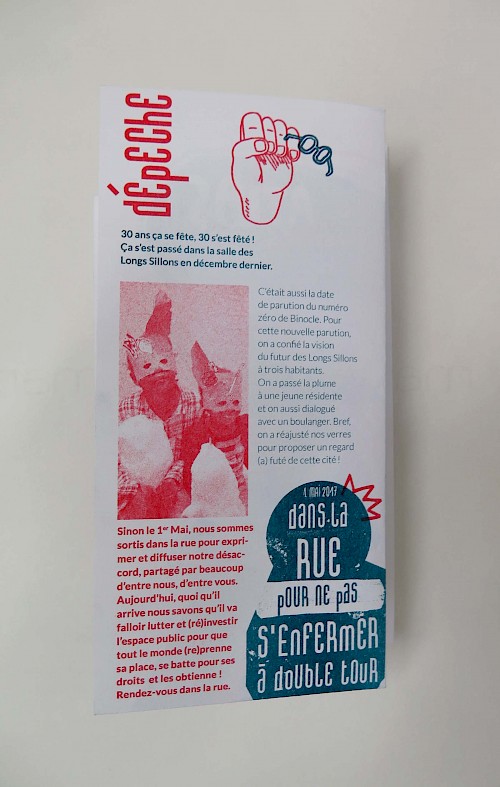 dépEChE
30 ans ça se fête, 30 s'est fêté !
Ça s'est passé dans la salle des
Longs Sillons en décembre dernier.
C'était aussi la date
de parution du numéro
zéro de Binocle. Pour
cette nouvelle parution,
on a confié la vision
du futur des Longs Sillons
à trois habitants.
On a passé la plume
à une jeune résidente
et on aussi dialogué
avec un boulanger. Bref,
on a réajusté nos verres
pour proposer un regard
(a) futé de cette cité !
Sinon le 1er Mai, nous sommes
sortis dans la rue pour expri-
mer et diffuser notre désac-
cord, partagé par beaucoup
d'entre nous, d'entre vous.
Aujourd'hui, quoi qu'il
arrive nous savons qu'il va
falloir lutter et (ré)investir
l'espace public pour que
tout le monde (re)prenne
sa place, se batte pour ses
droits et les obtienne !
Rendez-vous dans la rue.
1 MAI 2017
dans la
RUE
pOUR NE pas
S'ENFERMER
à double tour